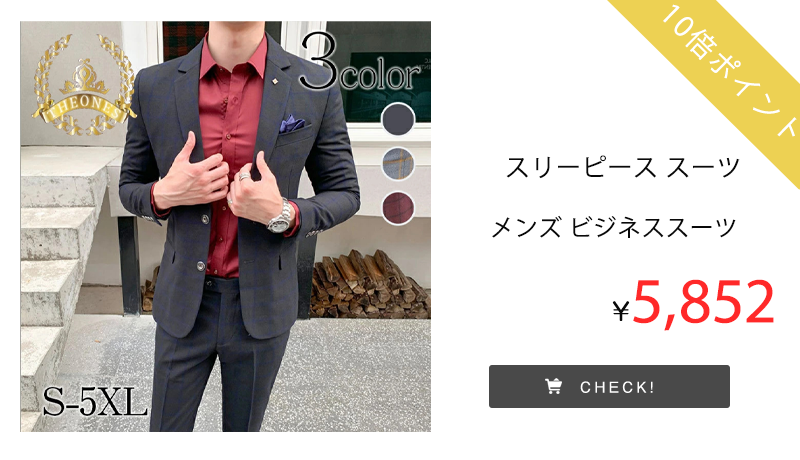 THEONE
3color
S-5XL
10倍ポイント
スリーピース スーツ
メンズ ビジネススーツ
¥5,852
CHECK!